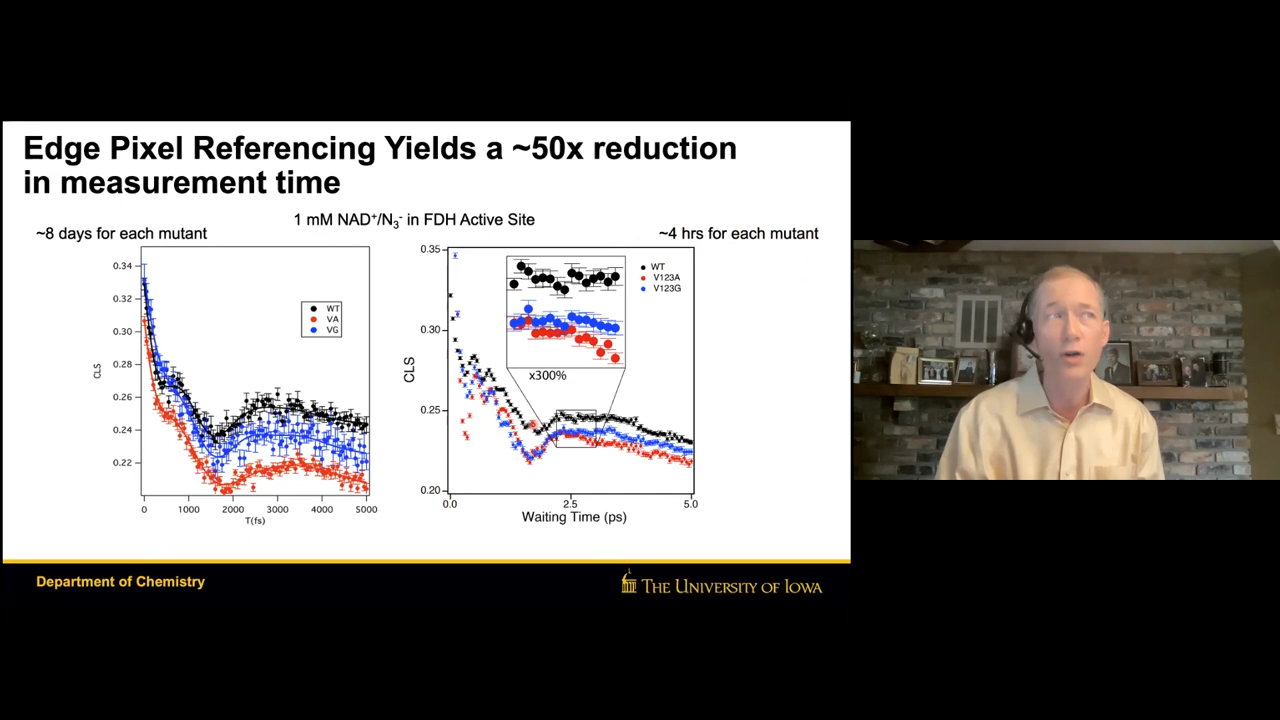 Edge Pixel Referencing Yields a ~50x reduction
in measurement time
1 mM NAD⁺/N₃⁻ in FDH Active Site
~8 days for each mutant
~4 hrs for each mutant
0.34
0.32
0.30
0.28
0.26
0.24
0.22
CLS
WT
VA
VG
0
1000
2000
3000
4000
5000
T(fs)
0.35
0.30
0.25
0.20
CLS
WT
V123A
V123G
x300%
0.0
2.5
5.0
Waiting Time (ps)
Department of Chemistry
THE UNIVERSITY OF IOWA